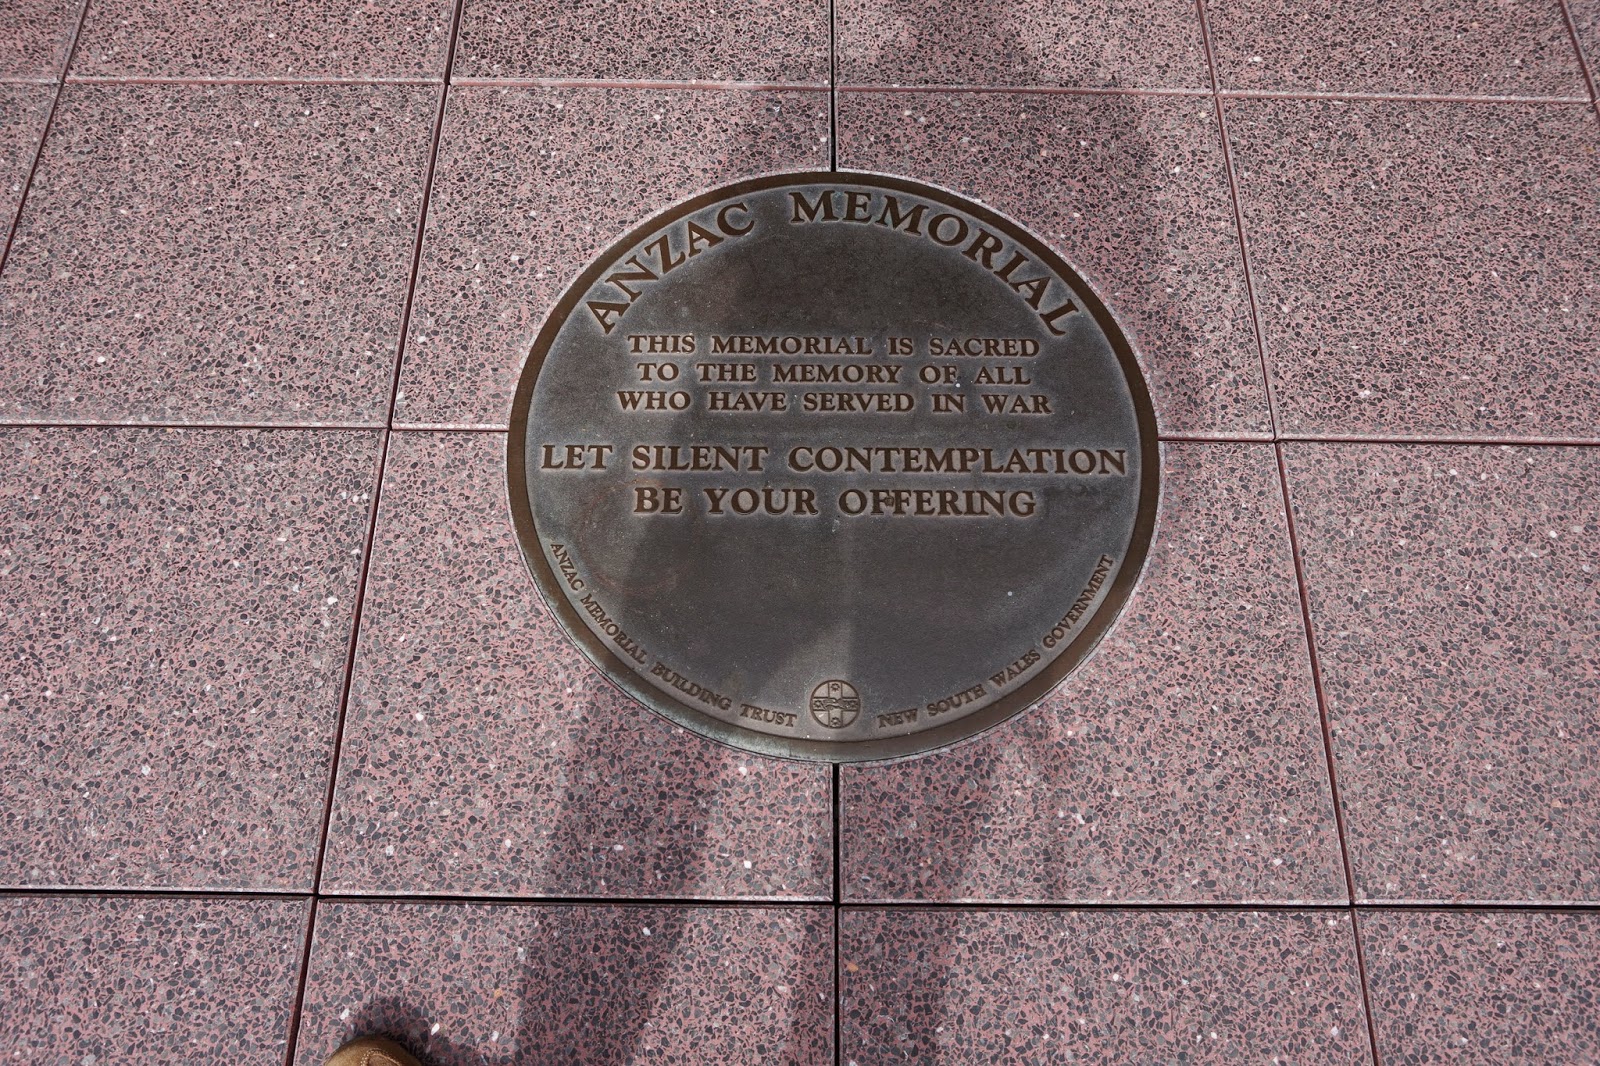 ANZAC MEMORIAL
THIS MEMORIAL IS SACRED
TO THE MEMORY OF ALL
WHO HAVE SERVED IN WAR
LET SILENT CONTEMPLATION
BE YOUR OFFERING
ANZAC MEMORIAL BUILDING TRUST
NEW SOUTH WALES GOVERNMENT